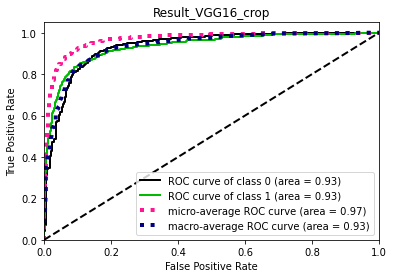 Result_VGG16_crop
True Positive Rate
1.0
0.8
0.6
0.4
0.2
0.0
ROC curve of class 0 (area = 0.93)
ROC curve of class 1 (area = 0.93)
micro-average ROC curve (area = 0.97)
macro-average ROC curve (area = 0.93)
0.0 0.2 0.4 0.6 0.8 1.0
False Positive Rate